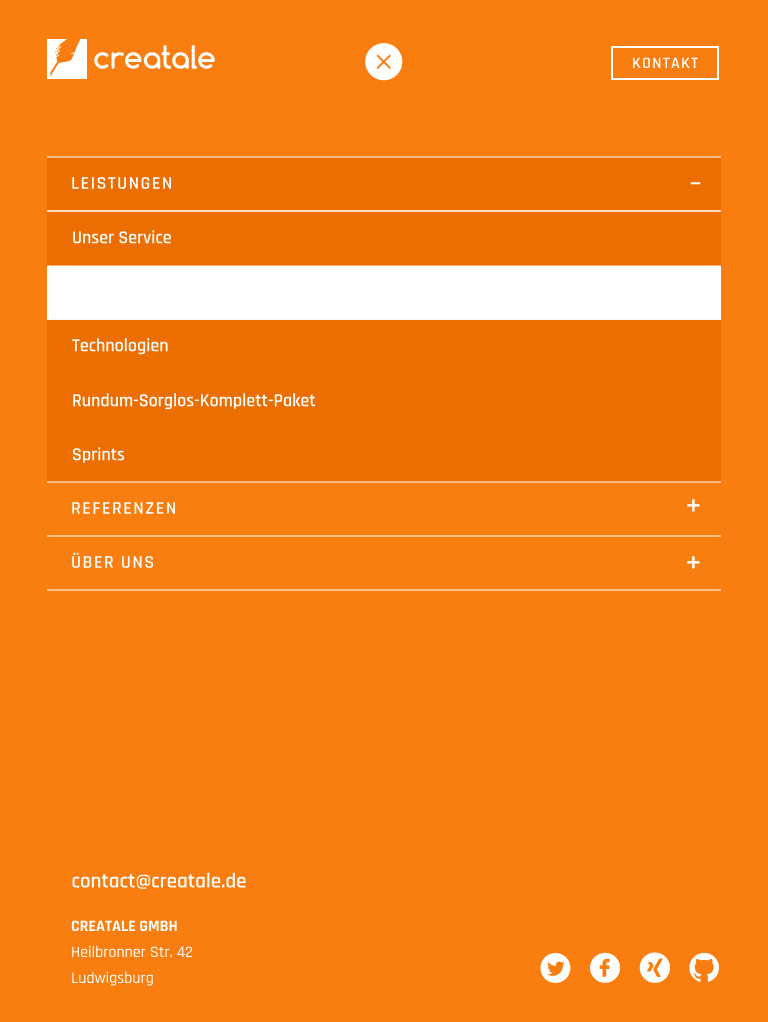 creatale
KONTAKT
LEISTUNGEN
Unser Service
Technologien
Rundum-Sorglos-Komplett-Paket
Sprints
REFERENZEN
ÜBER UNS
contact@creatale.de
CREATALE GMBH
Heilbronner Str. 42
Ludwigsburg